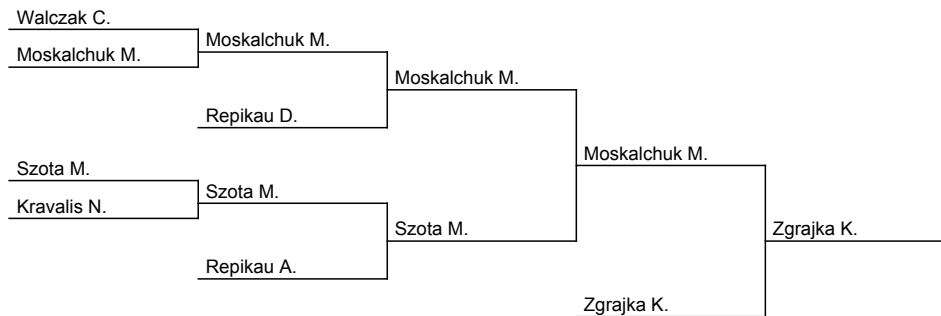 Walczak C.
Moskalchuk M.
Moskalchuk M.
Moskalchuk M.
Repikau D.
Moskalchuk M.
Szota M.
Szota M.
Kravalis N.
Szota M.
Zgrajka K.
Repikau A.
Zgrajka K.